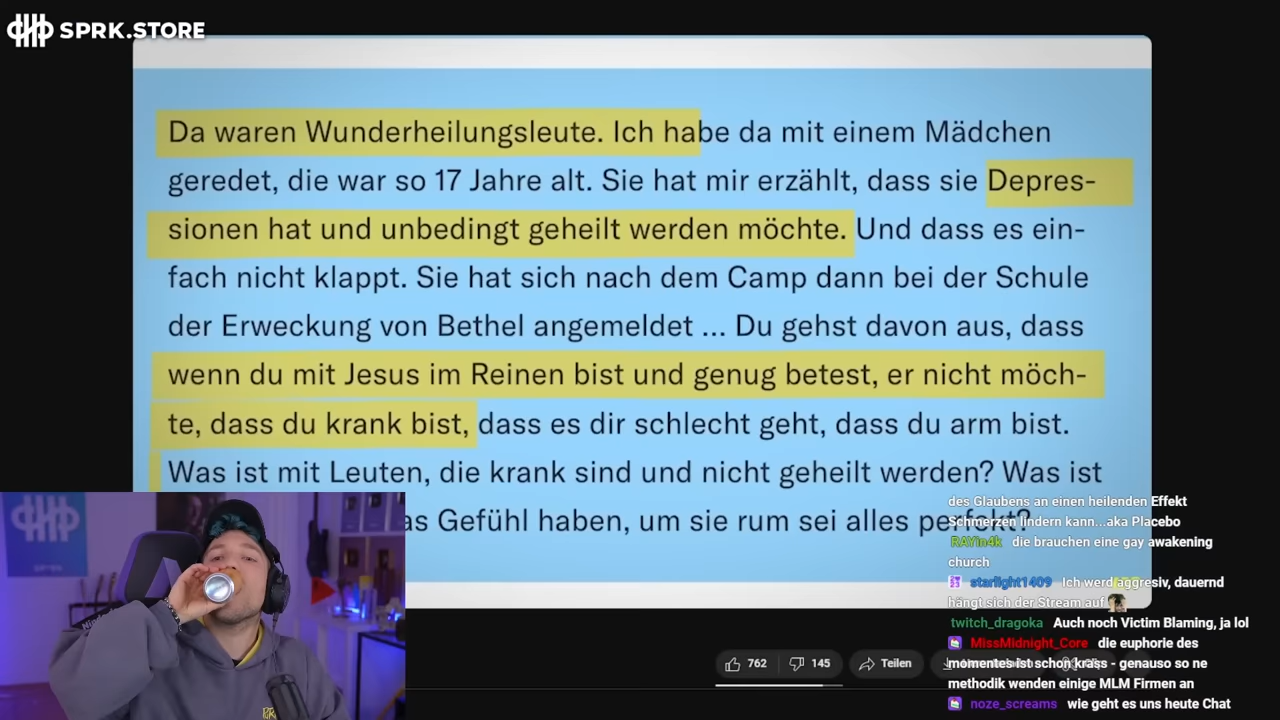 SPRK.STORE
Da waren Wunderheilungsleute. Ich habe da mit einem Mädchen
geredet, die war so 17 Jahre alt. Sie hat mir erzählt, dass sie Depres-
sionen hat und unbedingt geheilt werden möchte. Und dass es ein-
fach nicht klappt. Sie hat sich nach dem Camp dann bei der Schule
der Erweckung von Bethel angemeldet ... Du gehst davon aus, dass
wenn du mit Jesus im Reinen bist und genug betest, er nicht möch-
te, dass du krank bist, dass es dir schlecht geht, dass du arm bist.
Was ist mit Leuten, die krank sind und nicht geheilt werden? Was ist
as Gefühl haben, um sie rum sei alles perfekt?
des Glaubens an einen heilenden Effekt
Schmerzen lindern kann...aka Placebo
RAYin4k die brauchen eine gay awakening
church
starlight1409 Ich werd aggresiv, dauernd
hängt sich der Stream auf
twitch_dragoka Auch noch Victim Blaming, ja lol
MissMidnight_Core die euphorie des
momentes ist schon krass - genauso so ne
methodik wenden einige MLM Firmen an
noze_screams wie geht es uns heute Chat
762 145 Teilen